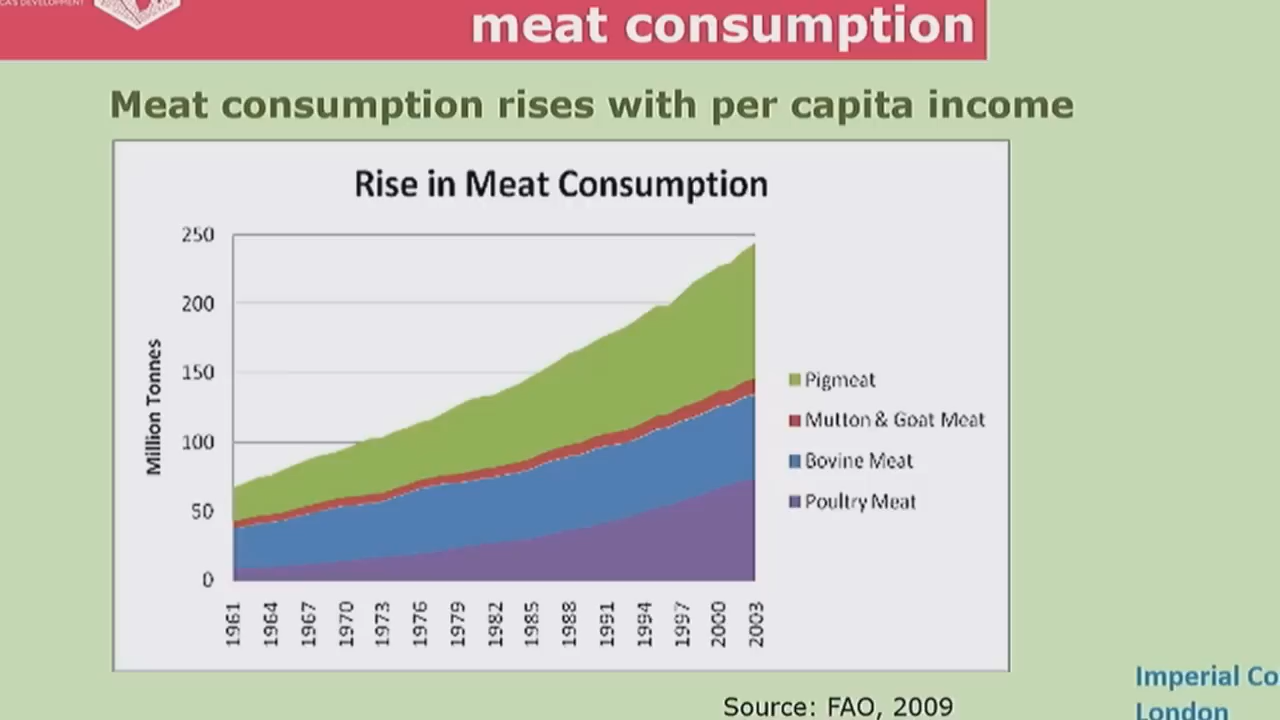 CA'S DEVELOPMENT
meat consumption
Meat consumption rises with per capita income
Rise in Meat Consumption
250
200
150
100
50
0
Million Tonnes
1961
1964
1967
1970
1973
1976
1979
1982
1985
1988
1991
1994
1997
2000
2003
Pigmeat
Mutton & Goat Meat
Bovine Meat
Poultry Meat
Source: FAO, 2009
Imperial Co
London